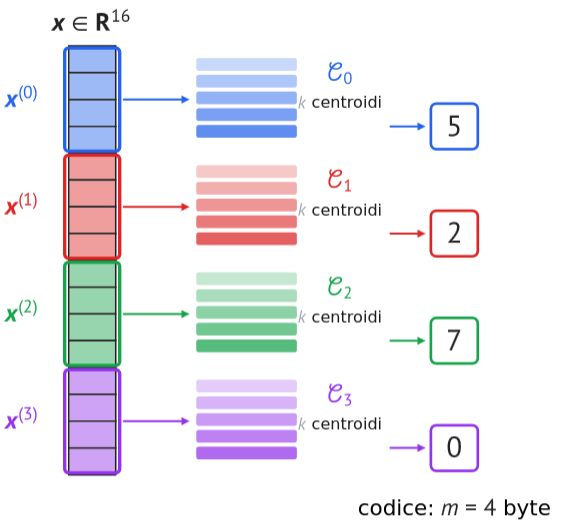 x ∈ R¹⁶
x⁽⁰⁾
𝒞₀
k centroidi
5
x⁽¹⁾
𝒞₁
k centroidi
2
x⁽²⁾
𝒞₂
k centroidi
7
x⁽³⁾
𝒞₃
k centroidi
0
codice: m = 4 byte